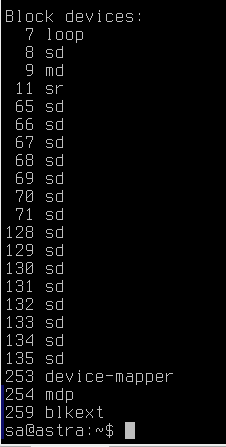 Block devices:
  7 loop
  8 sd
  9 md
 11 sr
 65 sd
 66 sd
 67 sd
 68 sd
 69 sd
 70 sd
 71 sd
128 sd
129 sd
130 sd
131 sd
132 sd
133 sd
134 sd
135 sd
253 device-mapper
254 mdp
259 blkext
sa@astra:~$